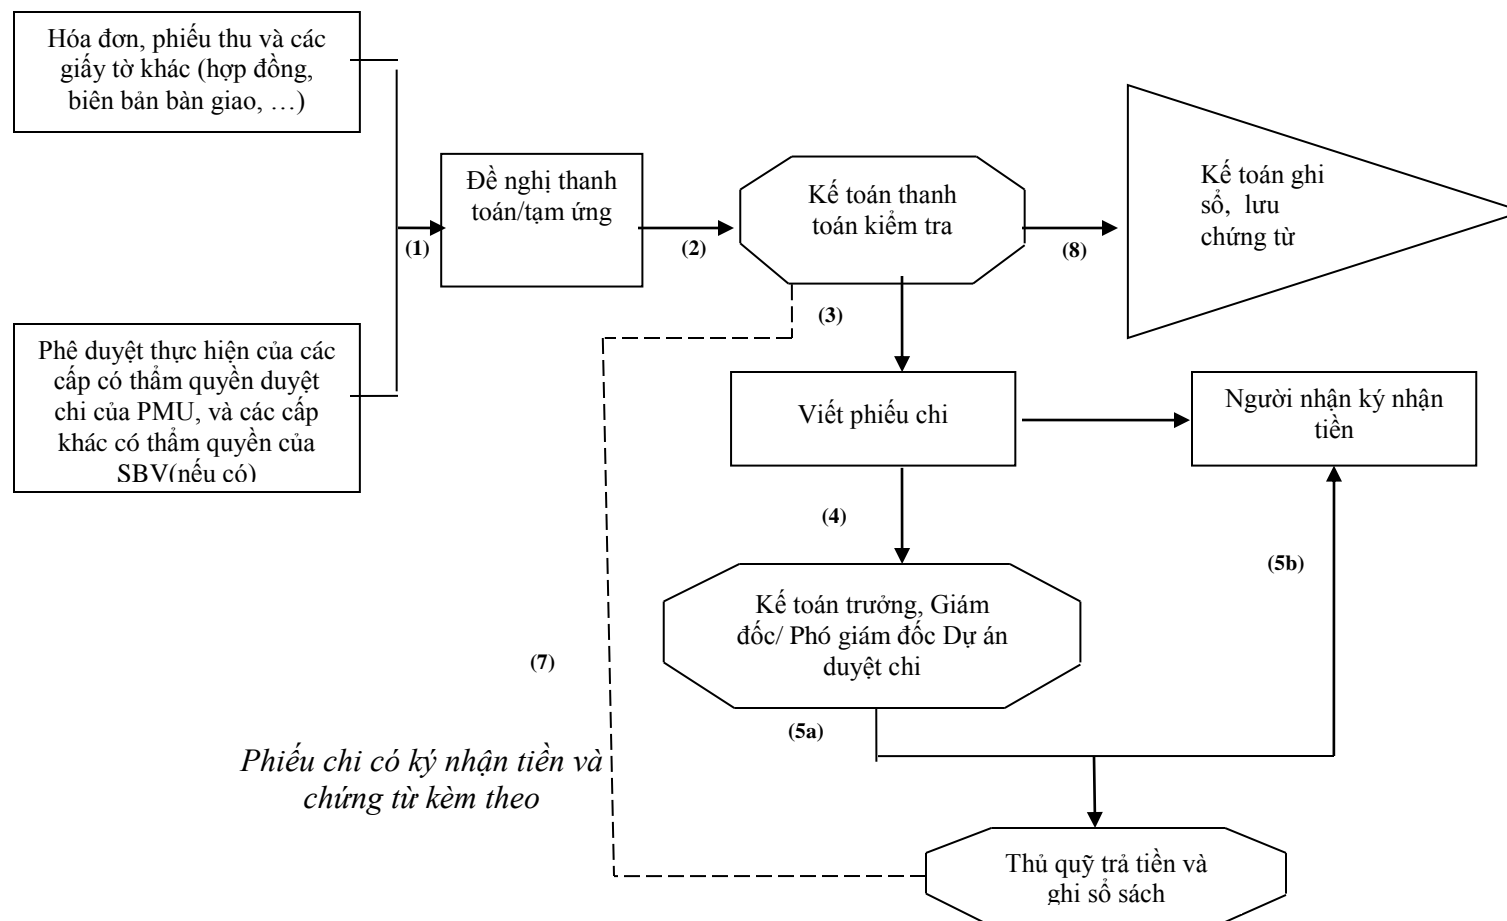 Hóa đơn, phiếu thu và các
giấy tờ khác (hợp đồng,
biên bản bàn giao, …)
Đề nghị thanh
toán/tạm ứng
Kế toán thanh
toán kiểm tra
Kế toán ghi
sổ, lưu
chứng từ
(1)
(2)
(8)
(3)
Phê duyệt thực hiện của các
cấp có thẩm quyền duyệt
chi của PMU, và các cấp
khác có thẩm quyền của
SBV(nếu có)
Viết phiếu chi
Người nhận ký nhận
tiền
(4)
(5b)
Kế toán trưởng, Giám
đốc/ Phó giám đốc Dự án
duyệt chi
(7)
(5a)
Phiếu chi có ký nhận tiền và
chứng từ kèm theo
Thủ quỹ trả tiền và
ghi sổ sách